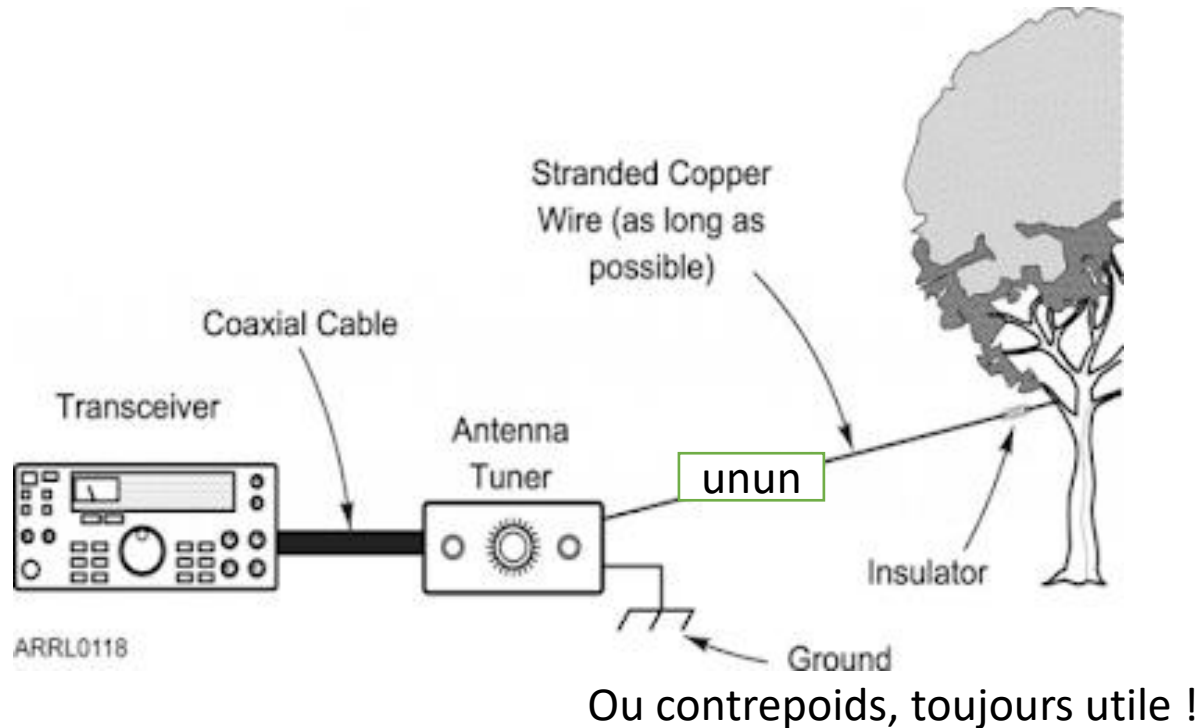 Stranded Copper
Wire (as long as
possible)
Coaxial Cable
Transceiver
Antenna
Tuner
unun
Insulator
ARRL0118
Ground
Ou contrepoids, toujours utile !